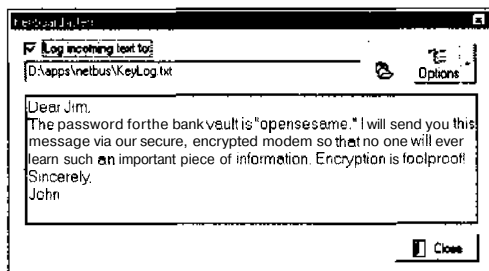 Log incoming text to:
D:\apps\netbus\KeyLog.txt
Options
Dear Jim,
The password forthe bank vault is "opensesame." I will send you this
message via our secure, encrypted modem so that no one will ever
learn such an important piece of information. Encryption is foolproof!
Sincerely,
John
Close